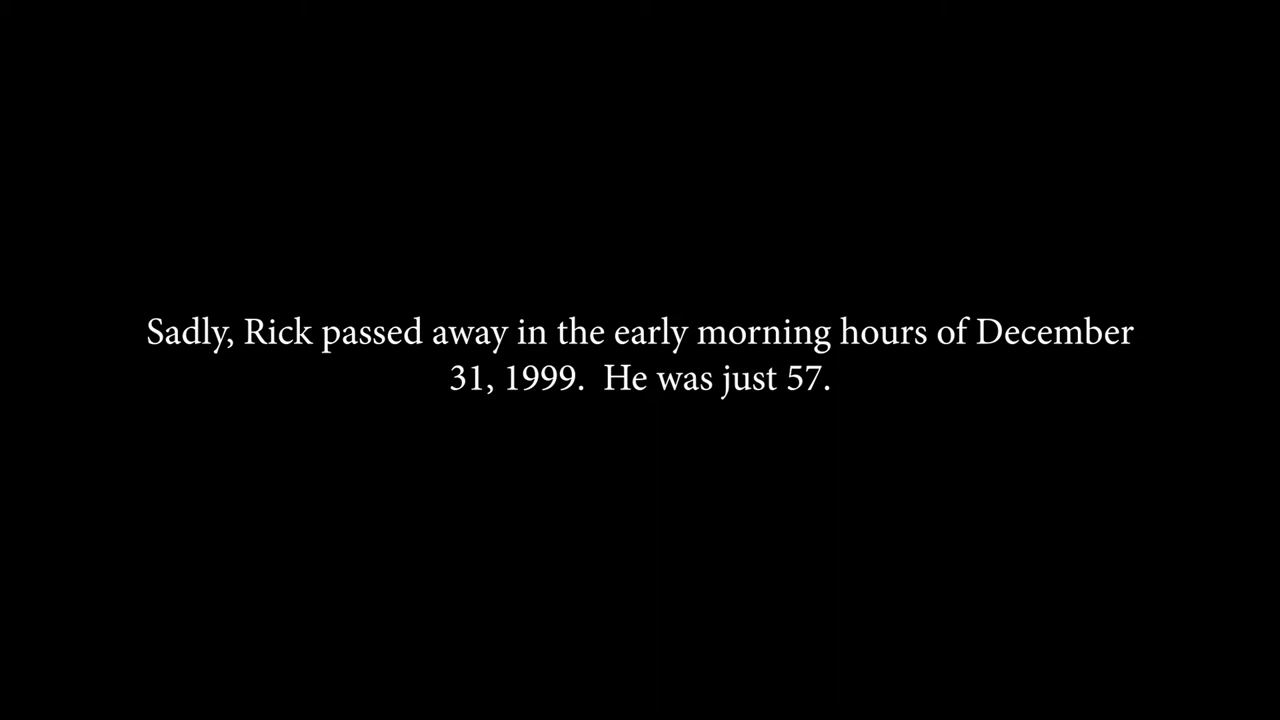 Sadly, Rick passed away in the early morning hours of December
31, 1999.  He was just 57.